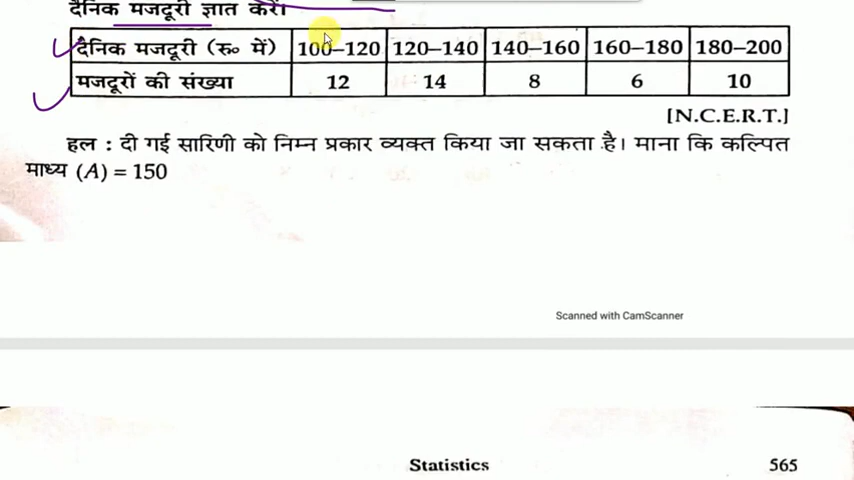 दैनिक मजदूरी ज्ञात करें।
दैनिक मजदूरी (रु० में) 100–120 120–140 140–160 160–180 180–200
मजदूरों की संख्या 12 14 8 6 10
[N.C.E.R.T.]
हल : दी गई सारिणी को निम्न प्रकार व्यक्त किया जा सकता है। माना कि कल्पित
माध्य (A) = 150
Scanned with CamScanner
Statistics 565